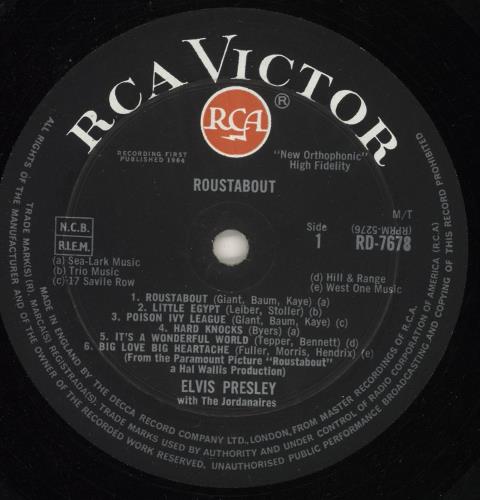 RCA VICTOR
RCA
®
RECORDING FIRST
PUBLISHED 1964
"New Orthophonic"
High Fidelity
ROUSTABOUT
M/T
N.C.B.
B.I.E.M.
Side
1
(RPRM-5276)
RD-7678
(a) Sea-Lark Music
(b) Trio Music
(c) 17 Savile Row
(d) Hill & Range
(e) West One Music
1. ROUSTABOUT (Giant, Baum, Kaye) (a)
2. LITTLE EGYPT (Leiber, Stoller) (b)
3. POISON IVY LEAGUE (Giant, Baum, Kaye) (c)
4. HARD KNOCKS (Byers) (a)
5. IT'S A WONDERFUL WORLD (Tepper, Bennett) (d)
6. BIG LOVE BIG HEARTACHE (Fuller, Morris, Hendrix) (e)
(From the Paramount Picture "Roustabout"
a Hal Wallis Production)
ELVIS PRESLEY
with The Jordanaires
ALL RIGHTS OF THE MANUFACTURER AND OF THE OWNER OF THE RECORDED WORK RESERVED. UNAUTHORISED PUBLIC PERFORMANCE BROADCASTING AND COPYING OF THIS RECORD PROHIBITED
TRADE MARK(S) (R). MARCA(S) REGISTRADA(S). TRADE MARKS USED BY AUTHORITY AND UNDER CONTROL OF RADIO CORPORATION OF AMERICA (R.C.A.)
MADE IN ENGLAND BY THE DECCA RECORD COMPANY LTD., LONDON, FROM MASTER RECORDINGS OF R.C.A.